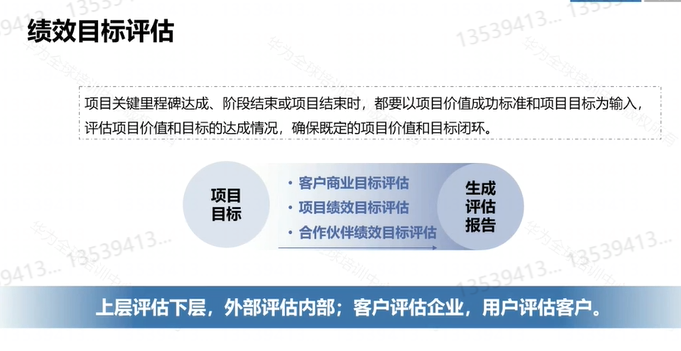 绩效目标评估
项目关键里程碑达成、阶段结束或项目结束时，都要以项目价值成功标准和项目目标为输入，
评估项目价值和目标的达成情况，确保既定的项目价值和目标闭环。
项目
目标
• 客户商业目标评估
• 项目绩效目标评估
• 合作伙伴绩效目标评估
生成
评估
报告
上层评估下层，外部评估内部；客户评估企业，用户评估客户。
13539413...
13539413...
13539413...
13539413...
13539413...